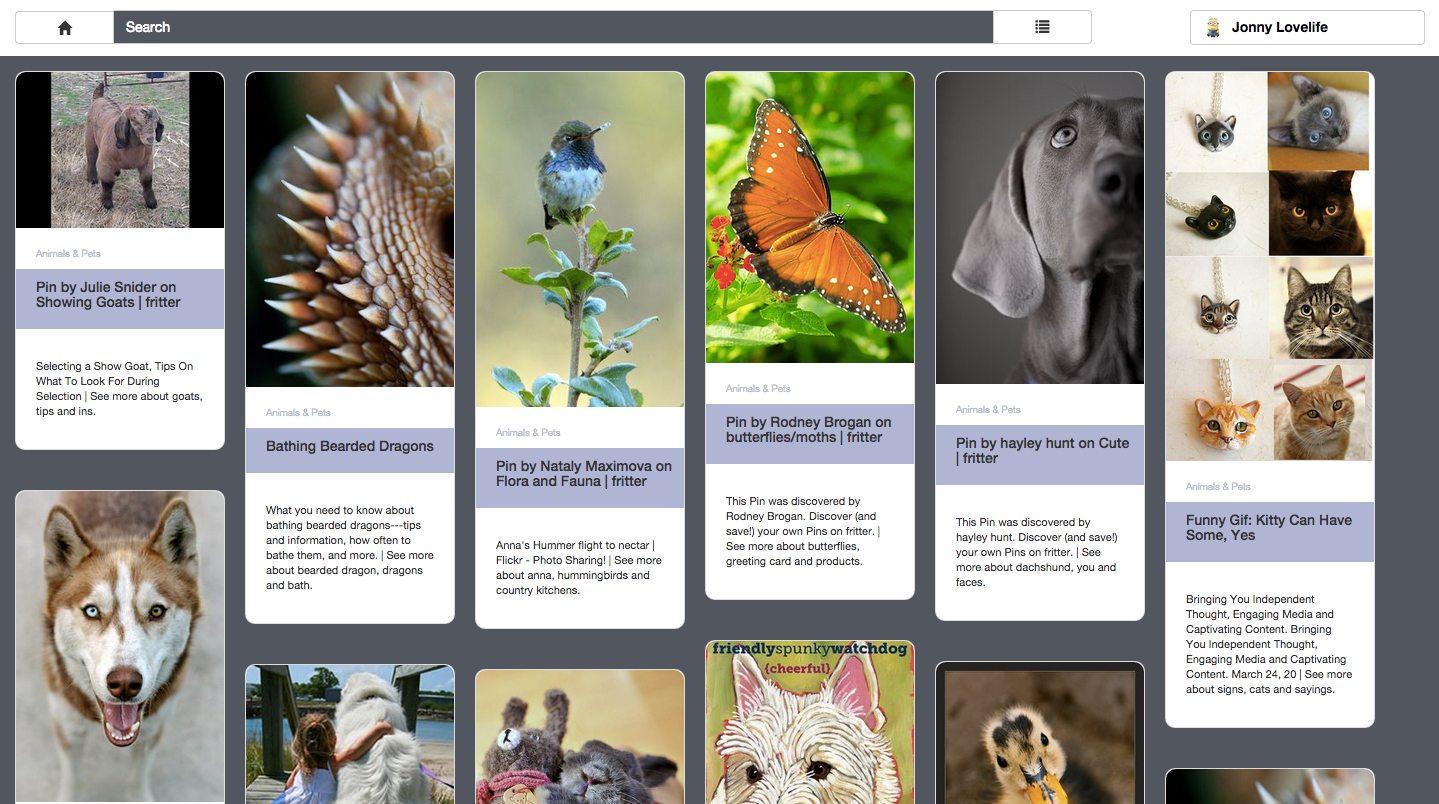 Search
Jonny Lovelife
Animals & Pets
Pin by Julie Snider on
Showing Goats | fritter
Selecting a Show Goat, Tips On
What To Look For During
Selection | See more about goats,
tips and ins.
Animals & Pets
Bathing Bearded Dragons
What you need to know about
bathing bearded dragons---tips
and information, how often to
bathe them, and more. | See more
about bearded dragon, dragons
and bath.
Animals & Pets
Pin by Nataly Maximova on
Flora and Fauna | fritter
Anna's Hummer flight to nectar |
Flickr - Photo Sharing! | See more
about anna, hummingbirds and
country kitchens.
Animals & Pets
Pin by Rodney Brogan on
butterflies/moths | fritter
This Pin was discovered by
Rodney Brogan. Discover (and
save!) your own Pins on fritter. |
See more about butterflies,
greeting card and products.
friendlyspunkywatchdog
{cheerful}
Animals & Pets
Pin by hayley hunt on Cute
| fritter
This Pin was discovered by
hayley hunt. Discover (and save!)
your own Pins on fritter. | See
more about dachshund, you and
faces.
Animals & Pets
Funny Gif: Kitty Can Have
Some, Yes
Bringing You Independent
Thought, Engaging Media and
Captivating Content. Bringing
You Independent Thought,
Engaging Media and Captivating
Content. March 24, 20 | See more
about signs, cats and sayings.